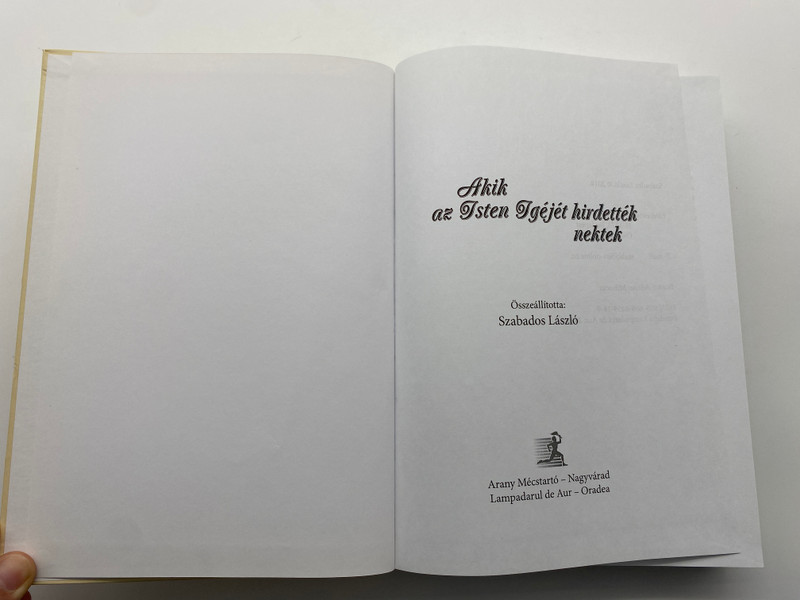 Akik
az Isten Igéjét hirdették
nektek
Összeállította:
Szabados László
Arany Mécstartó – Nagyvárad
Lampadarul de Aur – Oradea